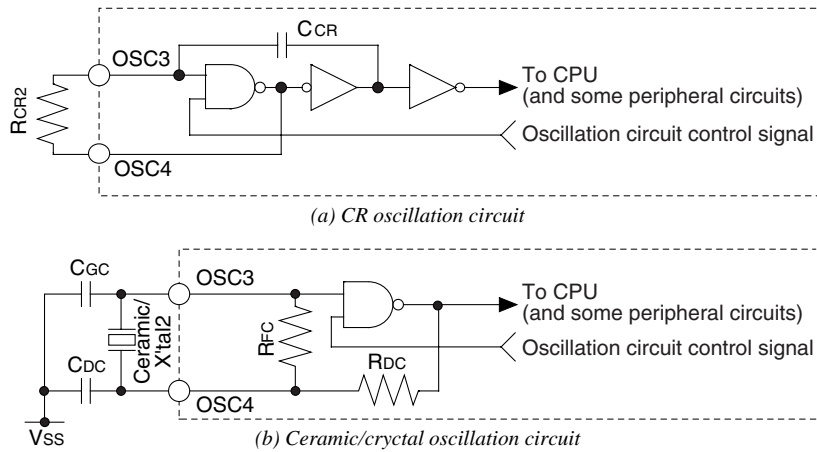 CCR
OSC3
RCR2
To CPU
(and some peripheral circuits)
Oscillation circuit control signal
OSC4
(a) CR oscillation circuit
CGC
OSC3
Ceramic/
X'tal2
RFC
To CPU
(and some peripheral circuits)
Oscillation circuit control signal
CDC
RDC
OSC4
VSS
(b) Ceramic/cryctal oscillation circuit